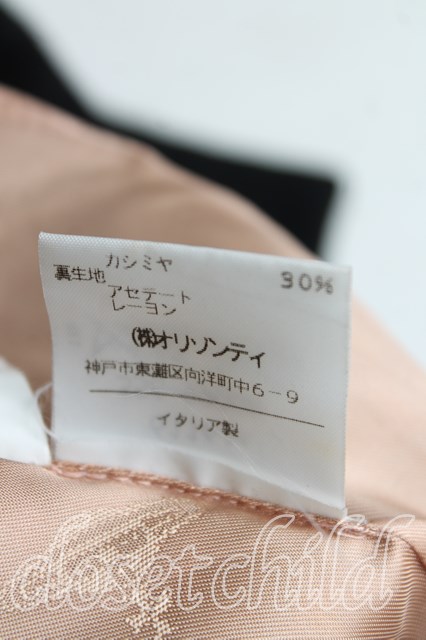 カシミヤ 30%
裏生地
アセテート
レーヨン
(株)オリゾンティ
神戸市東灘区向洋町中6-9
イタリア製
closet child